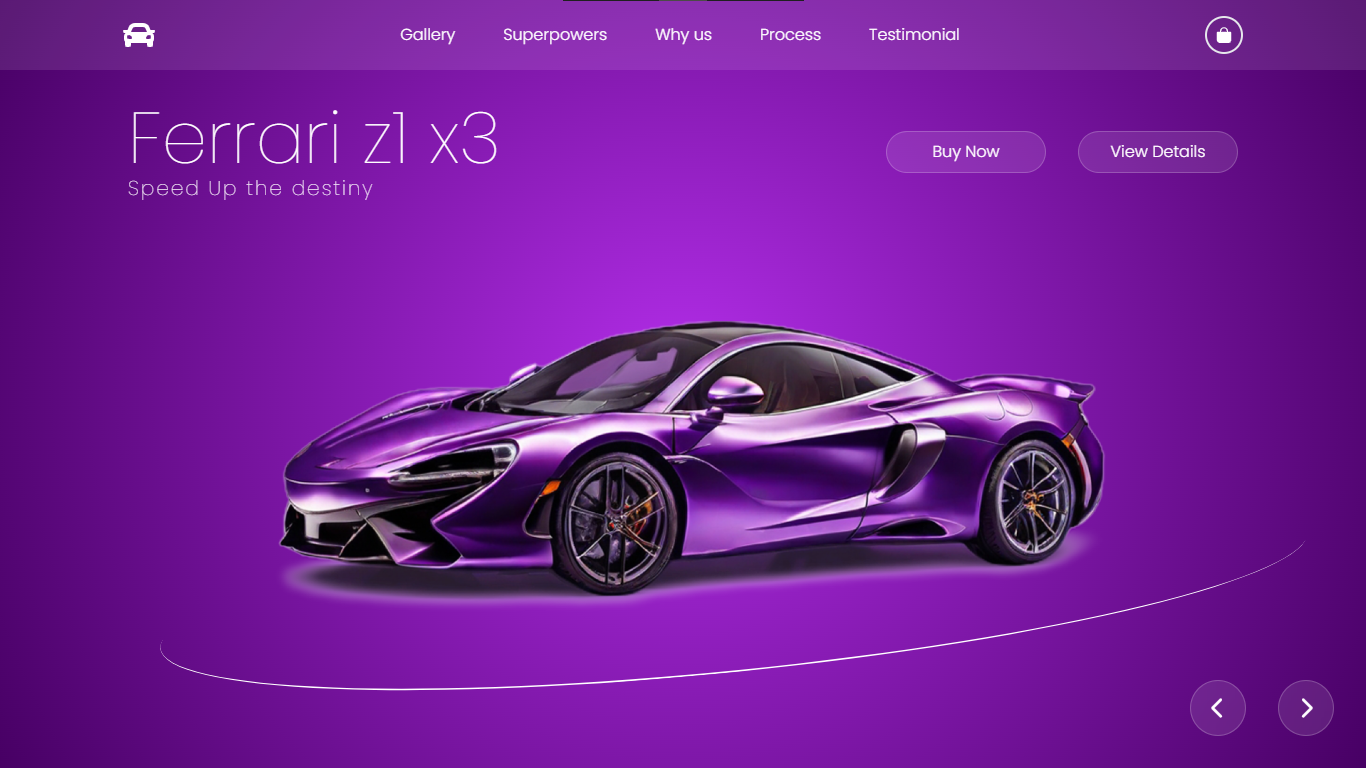 Gallery Superpowers Why us Process Testimonial
Ferrari z1 x3
Speed Up the destiny
Buy Now View Details